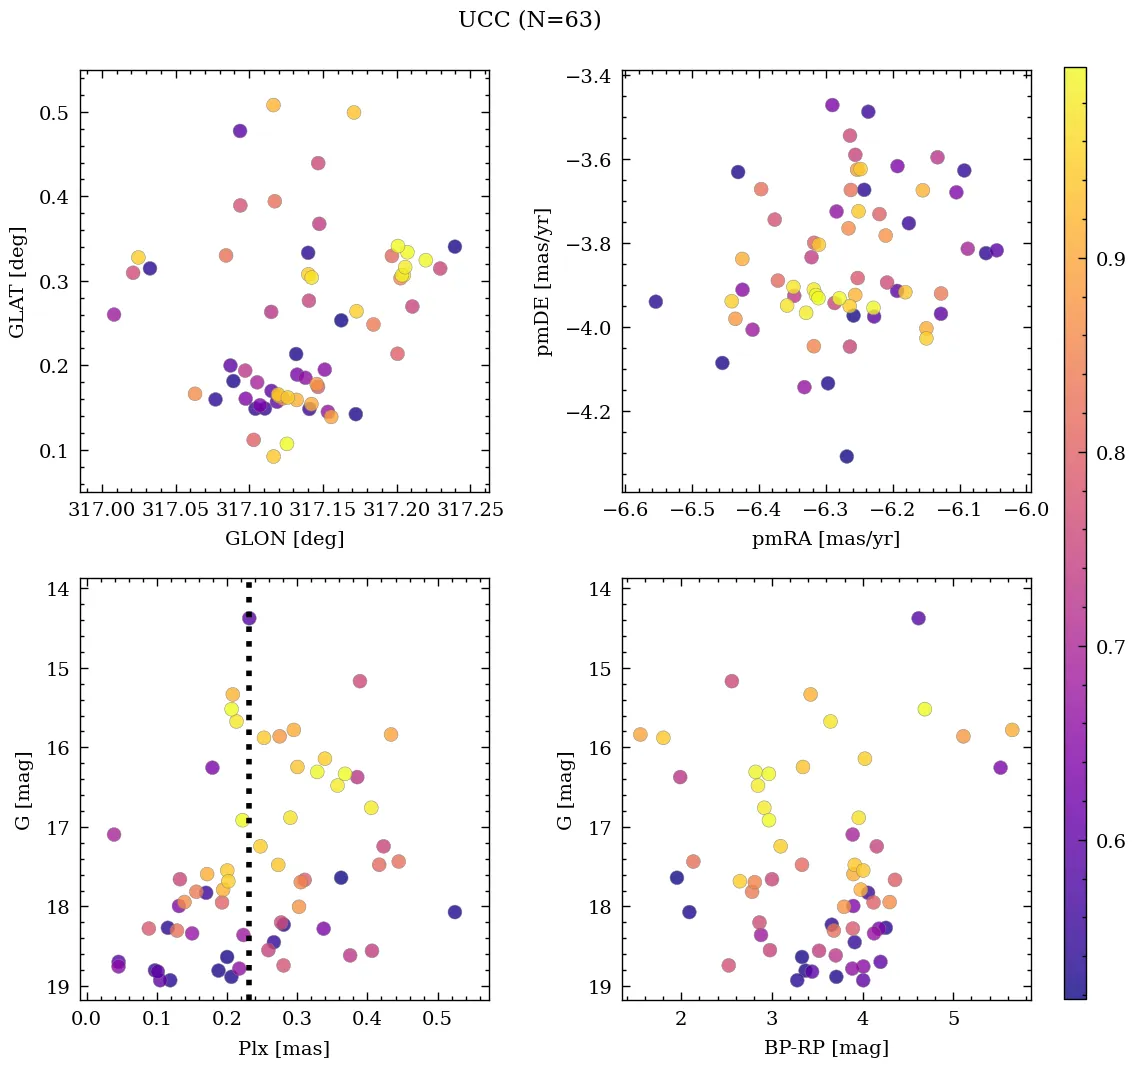 UCC (N=63)
0.5
0.4
0.3
0.2
0.1
GLAT [deg]
317.00 317.05 317.10 317.15 317.20 317.25
GLON [deg]
−3.4
−3.6
−3.8
−4.0
−4.2
pmDE [mas/yr]
−6.6 −6.5 −6.4 −6.3 −6.2 −6.1 −6.0
pmRA [mas/yr]
14
15
16
17
18
19
G [mag]
0.0 0.1 0.2 0.3 0.4 0.5
Plx [mas]
14
15
16
17
18
19
G [mag]
2 3 4 5
BP-RP [mag]
0.9
0.8
0.7
0.6